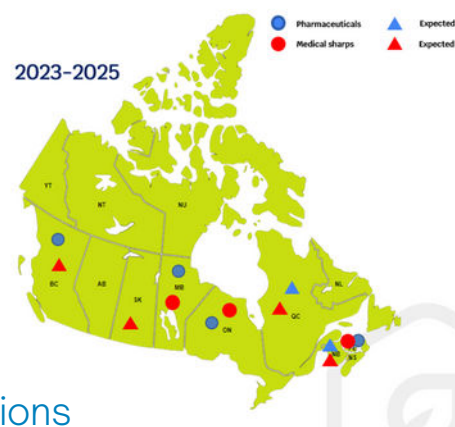 Pharmaceuticals
Expected
Medical sharps
Expected
2023-2025
YT
NT
NU
BC
AB
SK
MB
ON
QC
NL
NB
NS
ions